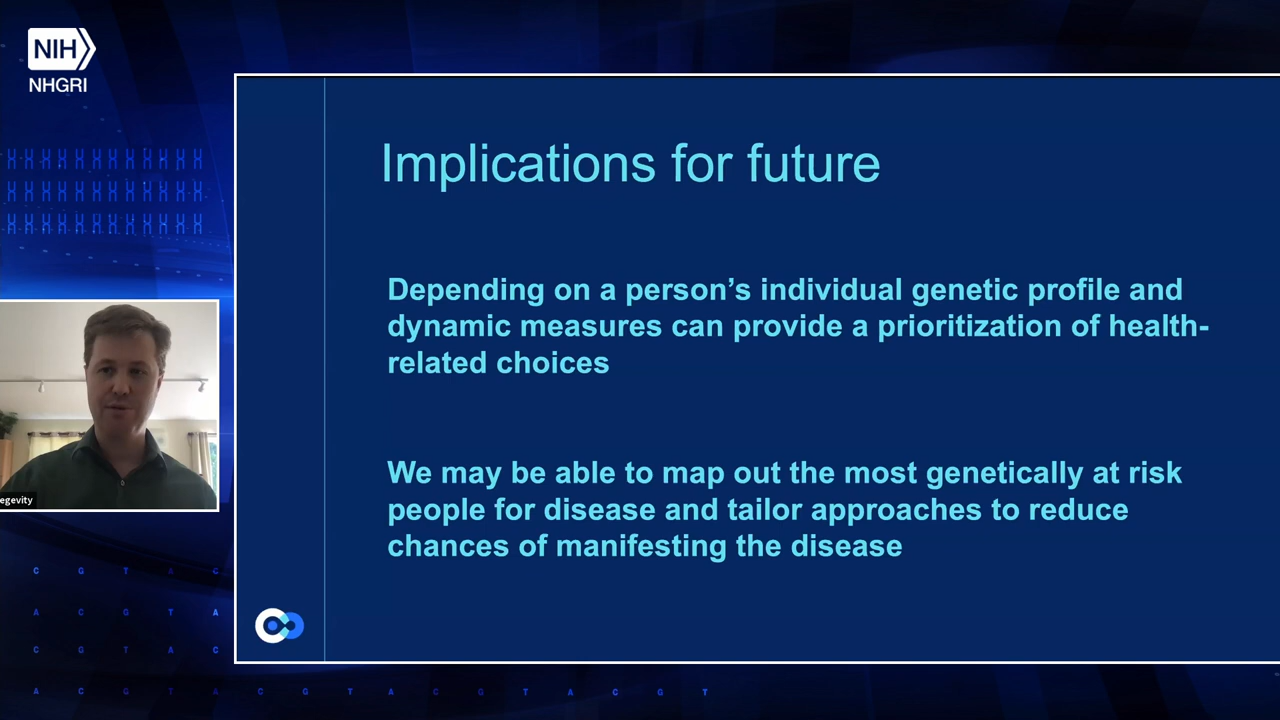 NIH
NHGRI
Implications for future
Depending on a person’s individual genetic profile and
dynamic measures can provide a prioritization of health-
related choices
We may be able to map out the most genetically at risk
people for disease and tailor approaches to reduce
chances of manifesting the disease
egevity
C G T A C
A C G T A
C G T A C
A C G T A C G T A C G T A C G T